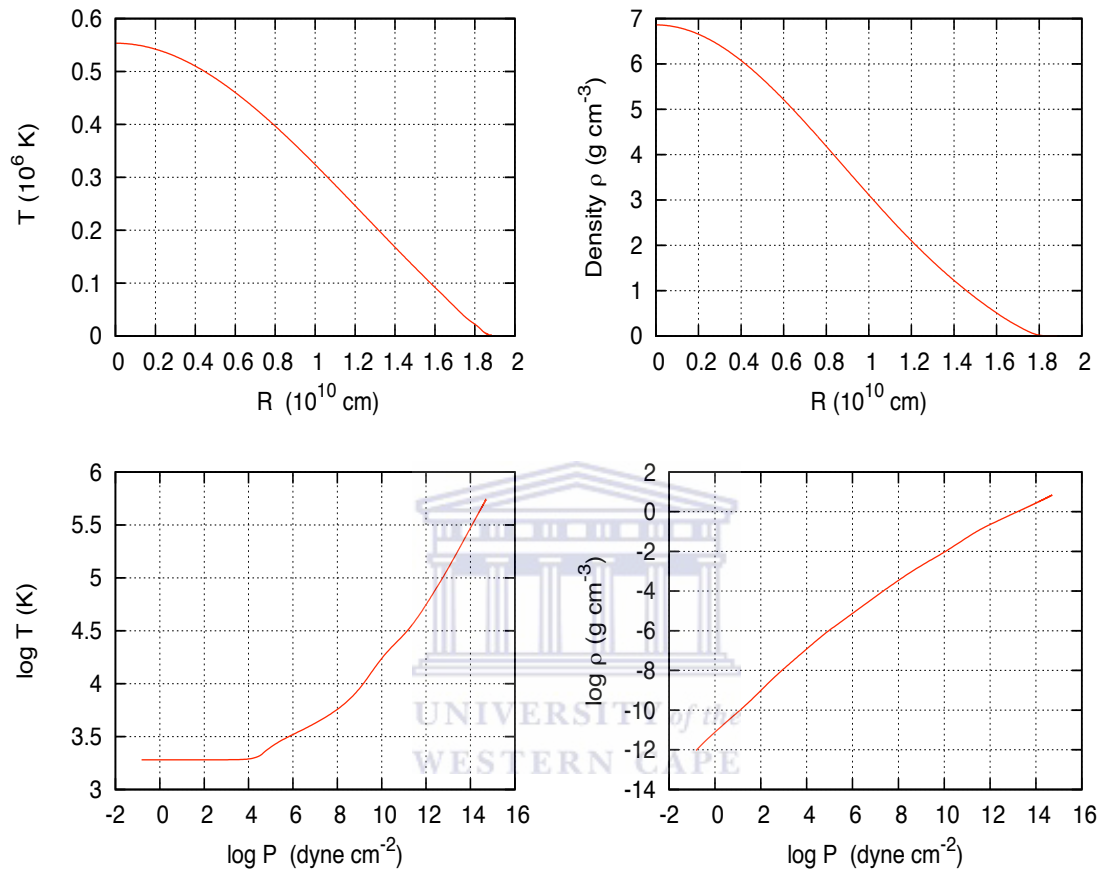 0.6
0.5
0.4
0.3
0.2
0.1
0
T (10^6 K)
0 0.2 0.4 0.6 0.8 1 1.2 1.4 1.6 1.8 2
R (10^10 cm)
7
6
5
4
3
2
1
0
Density ρ (g cm^-3)
0 0.2 0.4 0.6 0.8 1 1.2 1.4 1.6 1.8 2
R (10^10 cm)
6
5.5
5
4.5
4
3.5
3
log T (K)
-2 0 2 4 6 8 10 12 14 16
log P (dyne cm^-2)
2
0
-2
-4
-6
-8
-10
-12
-14
log ρ (g cm^-3)
-2 0 2 4 6 8 10 12 14 16
log P (dyne cm^-2)
UNIVERSITY of the
WESTERN CAPE